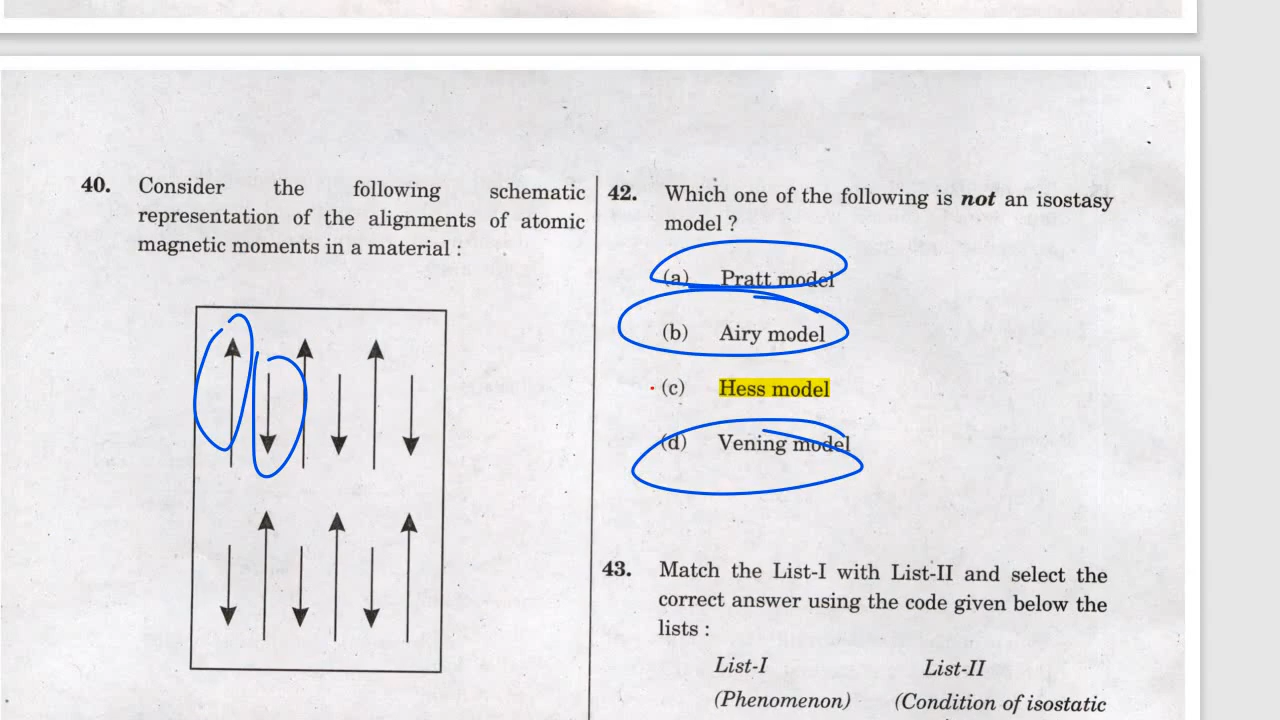 40. Consider the following schematic
representation of the alignments of atomic
magnetic moments in a material :
42. Which one of the following is not an isostasy
model ?
(a) Pratt model
(b) Airy model
(c) Hess model
(d) Vening model
43. Match the List-I with List-II and select the
correct answer using the code given below the
lists :
List-I List-II
(Phenomenon) (Condition of isostatic